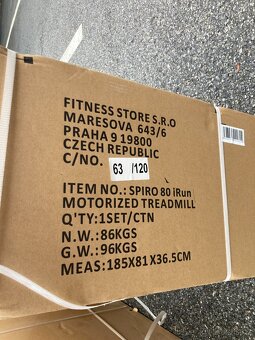 FITNESS STORE S.R.O
MARESOVA 643/6
PRAHA 9 19800
CZECH REPUBLIC
C/NO. 63 /120
ITEM NO.: SPIRO 80 iRun
MOTORIZED TREADMILL
Q'TY:1SET/CTN
N.W.: 86KGS
G.W.: 96KGS
MEAS: 185X81X36.5CM